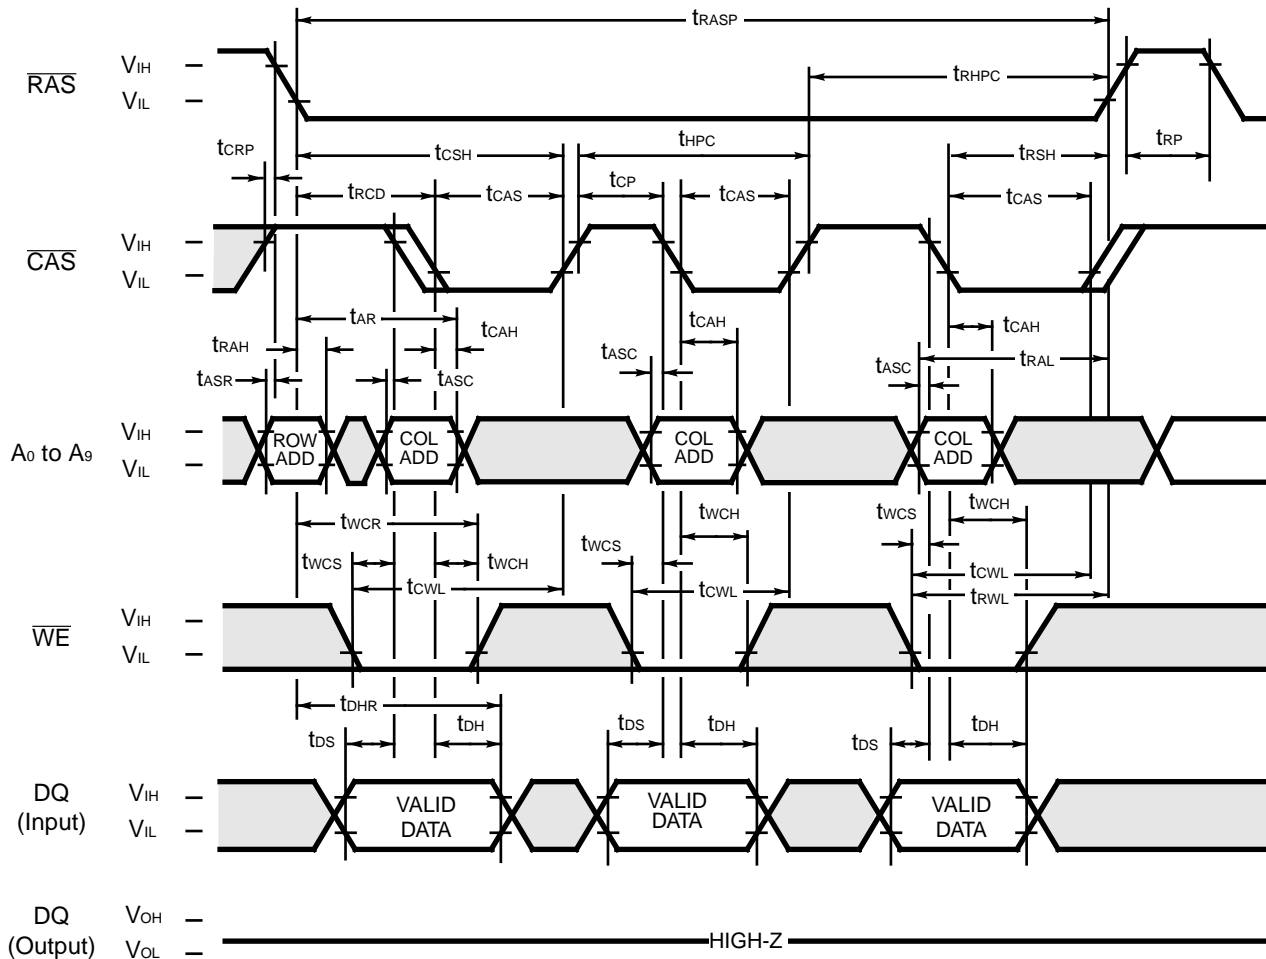 tRASP
VIH
RAS
VIL
tRHPC
tCRP
tCSH
tHPC
tRSH
tRP
tRCD
tCAS
tCP
tCAS
tCAS
VIH
CAS
VIL
tAR
tCAH
tCAH
tCAH
tRAH
tASC
tRAL
tASR
tASC
tASC
VIH
A0 to A9
VIL
ROW ADD
COL ADD
COL ADD
COL ADD
tWCR
tWCH
tWCH
tWCS
tWCH
tWCS
tWCS
tCWL
tCWL
tCWL
tRWL
VIH
WE
VIL
tDHR
tDS
tDH
tDS
tDH
tDS
tDH
DQ
(Input)
VIH
VIL
VALID DATA
VALID DATA
VALID DATA
DQ
(Output)
VOH
VOL
HIGH-Z